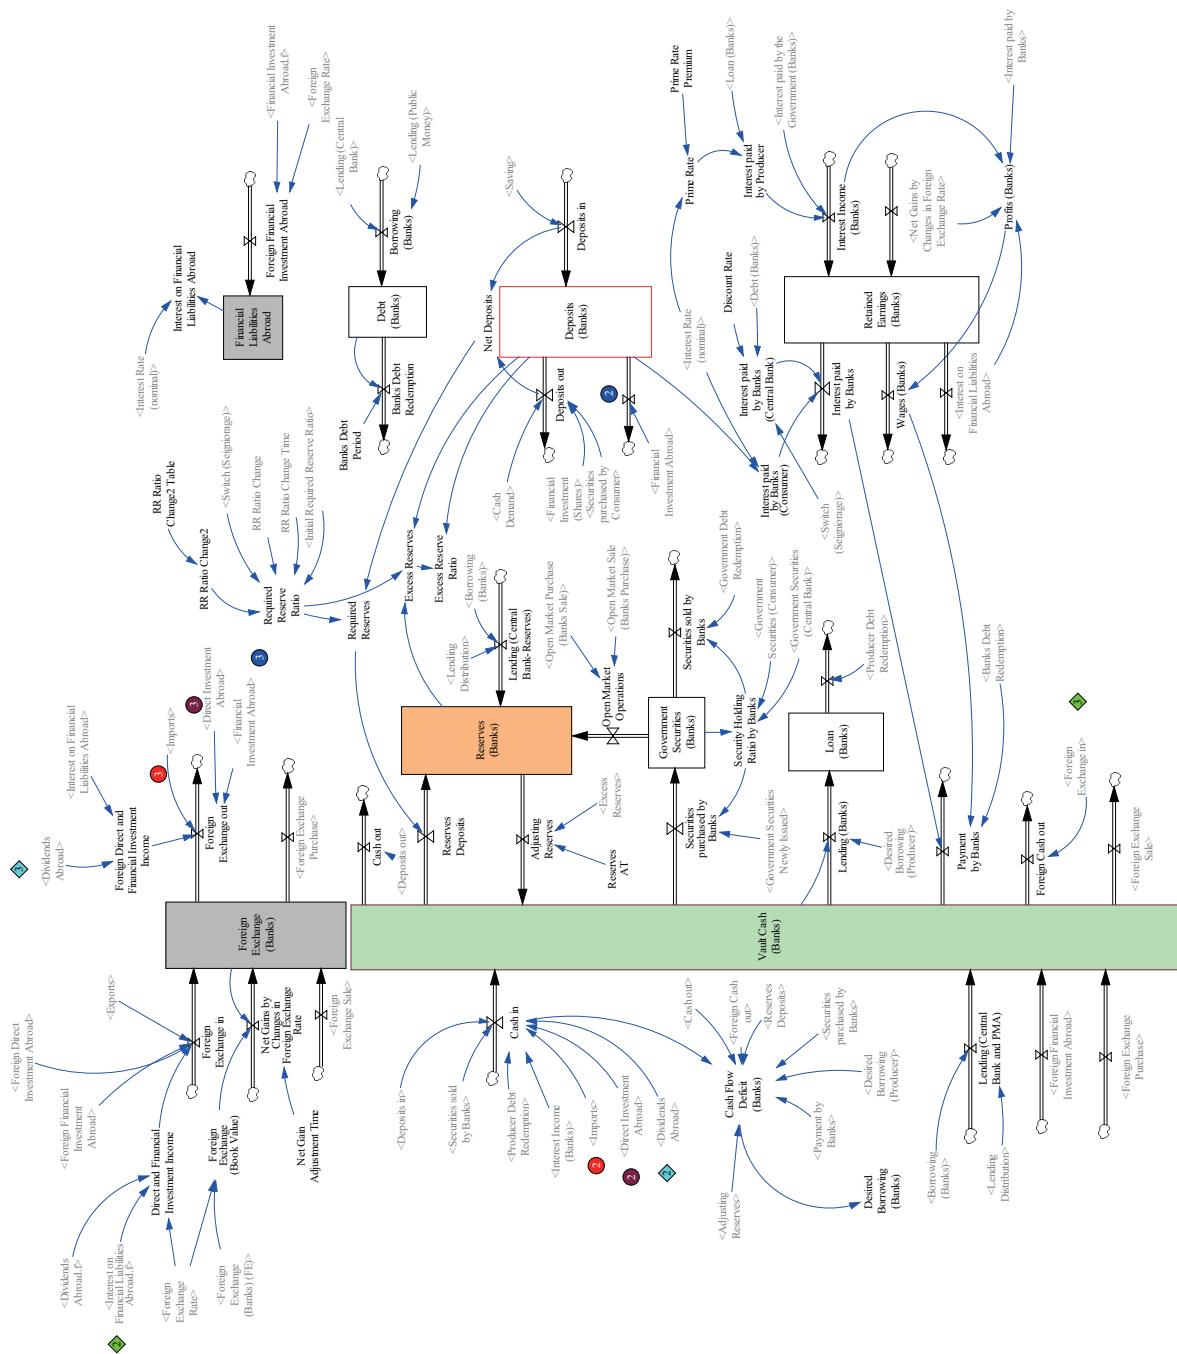 2
<Dividends
Abroad.f>
<Interest on
Financial Liabilities
Abroad.f>
Direct and Financial
Investment Income
<Foreign
Exchange
Rate>
<Foreign
Exchange
(Banks) (FE)>
<Foreign Financial
Investment Abroad>
<Foreign Direct
Investment Abroad>
<Exports>
Foreign
Exchange in
Foreign
Exchange
(Book Value)
Net Gains by
Changes in
Foreign Exchange
Rate
Net Gain
Adjustment Time
<Foreign
Exchange Sale>
Foreign
Exchange
(Banks)
3
<Dividends
Abroad>
<Interest on Financial
Liabilities Abroad>
Foreign Direct and
Financial Investment
Income
3
<Imports>
3
<Direct Investment
Abroad>
<Financial
Investment Abroad>
3
Foreign
Exchange out
<Foreign Exchange
Purchase>
RR Ratio
Change2 Table
RR Ratio Change2
<Switch (Seigniorage)>
RR Ratio Change
RR Ratio Change Time
<Initial Required Reserve Ratio>
Required
Reserve
Ratio
Required
Reserves
<Interest Rate
(nominal)>
Interest on Financial
Liabilities Abroad
Financial
Liabilities
Abroad
Foreign Financial
Investment Abroad
<Financial Investment
Abroad.f>
<Foreign
Exchange Rate>
Banks Debt
Period
Banks Debt
Redemption
Debt
(Banks)
Borrowing
(Banks)
<Lending (Central
Bank)>
<Lending (Public
Money)>
Cash out
<Deposits out>
Reserves
Deposits
Excess Reserves
Excess Reserve
Ratio
Reserves
(Banks)
<Lending
Distribution>
<Borrowing
(Banks)>
Lending (Central
Bank- Reserves)
Adjusting
Reserves
Reserves
AT
<Excess
Reserves>
Net Deposits
<Saving>
Deposits in
Deposits
(Banks)
Deposits out
<Cash
Demand>
<Financial
Investment
(Shares)>
<Securities
purchased by
Consumer>
2
<Financial
Investment Abroad>
<Open Market Purchase
(Banks Sale)>
<Open Market Sale
(Banks Purchase)>
Open Market
Operations
Government
Securities
(Banks)
Securities sold by
Banks
<Government Debt
Redemption>
Security Holding
Ratio by Banks
<Government
Securities (Consumer)>
<Government Securities
(Central Bank)>
Securities
purchased by
Banks
<Government Securities
Newly Issued>
<Interest Rate
(nominal)>
Prime Rate
Prime Rate
Premium
<Loan (Banks)>
Interest paid
by Producer
<Interest paid by the
Government (Banks)>
Discount Rate
<Debt (Banks)>
Interest paid
by Banks
(Central Bank)
Interest paid
by Banks
(Consumer)
<Switch
(Seigniorage)>
Interest paid
by Banks
Interest Income
(Banks)
Retained
Earnings
(Banks)
Wages (Banks)
<Net Gains by
Changes in Foreign
Exchange Rate>
<Interest on
Financial Liabilities
Abroad>
Profits (Banks)
<Interest paid by
Banks>
Loan
(Banks)
<Producer Debt
Redemption>
Lending (Banks)
<Desired
Borrowing
(Producer)>
Payment
by Banks
<Banks Debt
Redemption>
Foreign Cash out
<Foreign
Exchange in>
3
<Foreign Exchange
Sale>
Vault Cash
(Banks)
<Deposits in>
<Securities sold
by Banks>
Cash in
<Producer Debt
Redemption>
<Interest Income
(Banks)>
<Imports>
2
<Direct Investment
Abroad>
2
<Dividends
Abroad>
2
<Cash out>
<Foreign Cash
out>
<Reserves
Deposits>
<Securities
purchased by
Banks>
<Desired
Borrowing
(Producer)>
<Payment by
Banks>
Cash Flow
Deficit
(Banks)
<Adjusting
Reserves>
Desired
Borrowing
(Banks)
<Borrowing
(Banks)>
<Lending
Distribution>
Lending (Central
Bank and PMA)
<Foreign Financial
Investment Abroad>
<Foreign Exchange
Purchase>